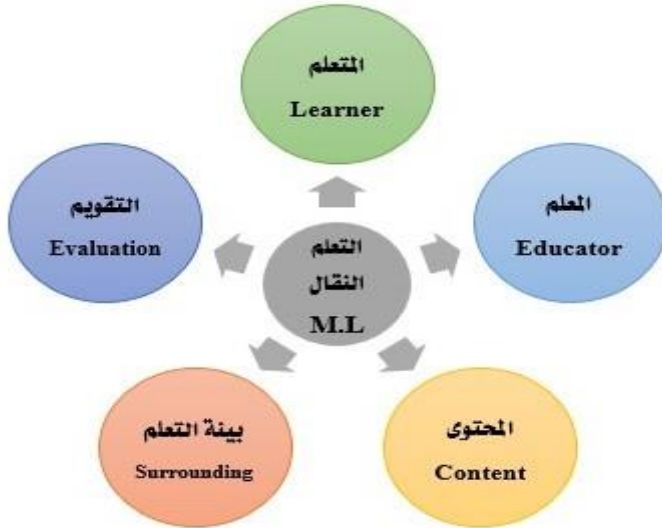 المتعلم
Learner
التقويم
Evaluation
المعلم
Educator
التعلم
النقال
M.L
بيئة التعلم
Surrounding
المحتوى
Content